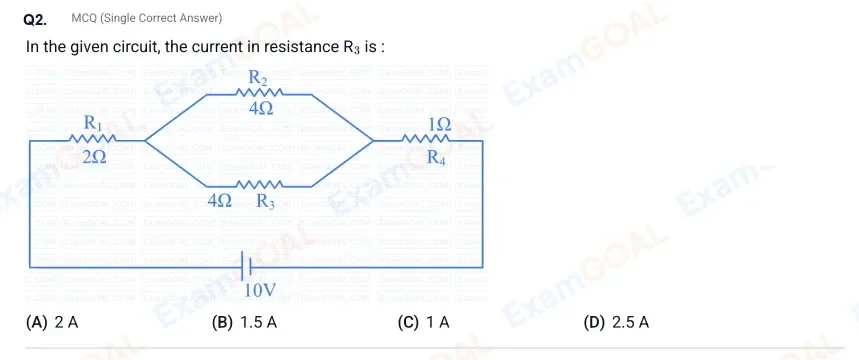 Q2. MCQ (Single Correct Answer)
In the given circuit, the current in resistance R₃ is :
R₂
4Ω
R₁
2Ω
1Ω
R₄
4Ω R₃
10V
(A) 2 A (B) 1.5 A (C) 1 A (D) 2.5 A
ExamGOAL